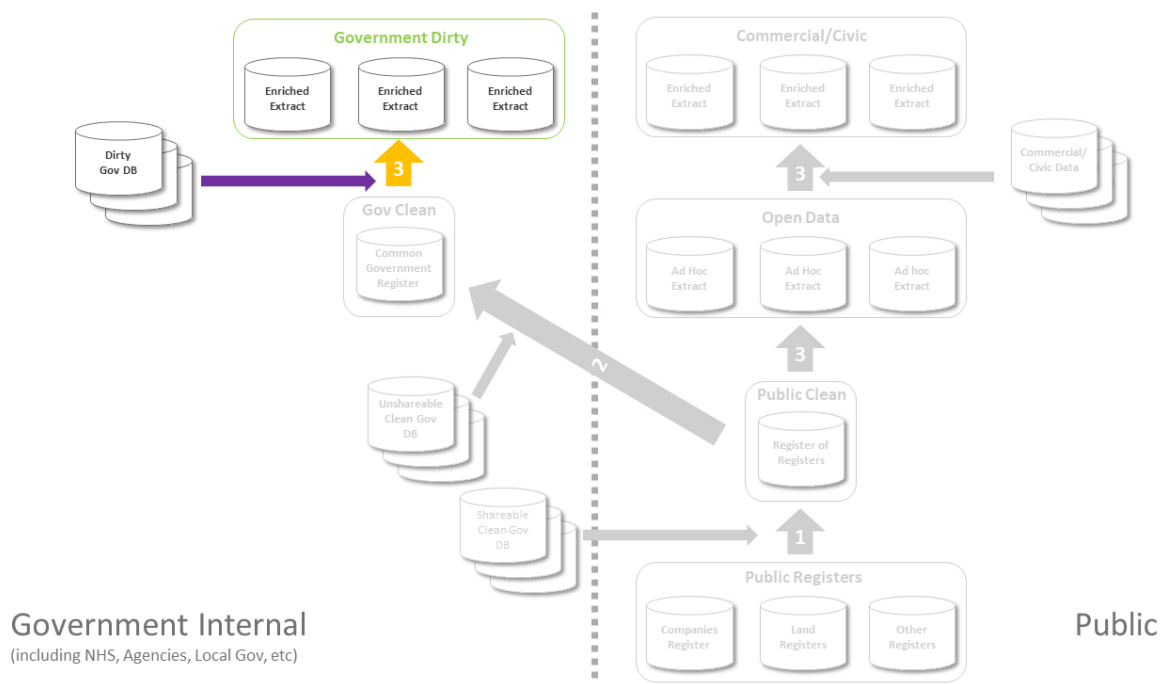 Government Dirty
Enriched
Extract
Enriched
Extract
Enriched
Extract
Dirty
Gov DB
3
Gov Clean
Common
Government
Register
Unshareable
Clean Gov
DB
Shareable
Clean Gov
DB
2
Government Internal
(including NHS, Agencies, Local Gov, etc)
Commercial/Civic
Enriched
Extract
Enriched
Extract
Enriched
Extract
Commercial/
Civic Data
3
Open Data
Ad Hoc
Extract
Ad Hoc
Extract
Ad hoc
Extract
3
Public Clean
Register of
Registers
1
Public Registers
Companies
Register
Land
Registers
Other
Registers
Public